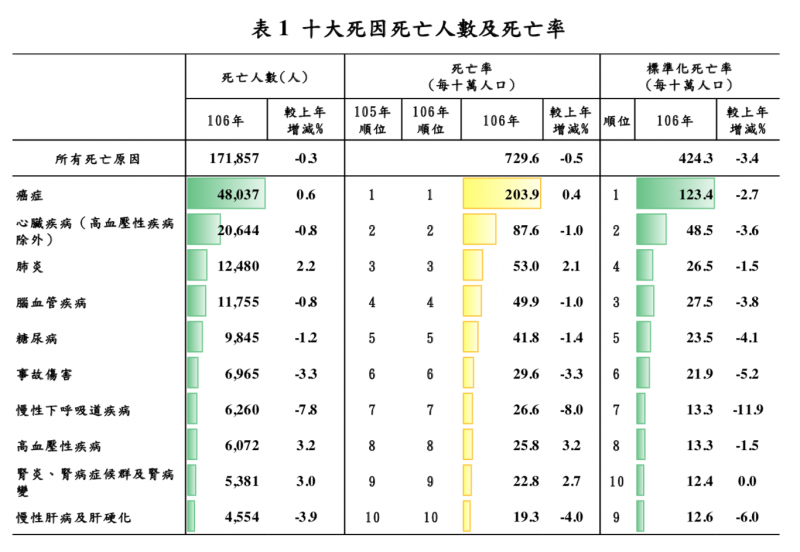 表 1 十大死因死亡人數及死亡率
死亡人數(人) 死亡率 標準化死亡率
(每十萬人口) (每十萬人口)
106年 較上年 105年 106年 106年 較上年 順位 106年 較上年
增減% 順位 順位 增減% 增減%
所有死亡原因 171,857 -0.3 729.6 -0.5 424.3 -3.4
癌症 48,037 0.6 1 1 203.9 0.4 1 123.4 -2.7
心臟疾病（高血壓性疾病 20,644 -0.8 2 2 87.6 -1.0 2 48.5 -3.6
除外）
肺炎 12,480 2.2 3 3 53.0 2.1 4 26.5 -1.5
腦血管疾病 11,755 -0.8 4 4 49.9 -1.0 3 27.5 -3.8
糖尿病 9,845 -1.2 5 5 41.8 -1.4 5 23.5 -4.1
事故傷害 6,965 -3.3 6 6 29.6 -3.3 6 21.9 -5.2
慢性下呼吸道疾病 6,260 -7.8 7 7 26.6 -8.0 7 13.3 -11.9
高血壓性疾病 6,072 3.2 8 8 25.8 3.2 8 13.3 -1.5
腎炎、腎病症候群及腎病 5,381 3.0 9 9 22.8 2.7 10 12.4 0.0
變
慢性肝病及肝硬化 4,554 -3.9 10 10 19.3 -4.0 9 12.6 -6.0